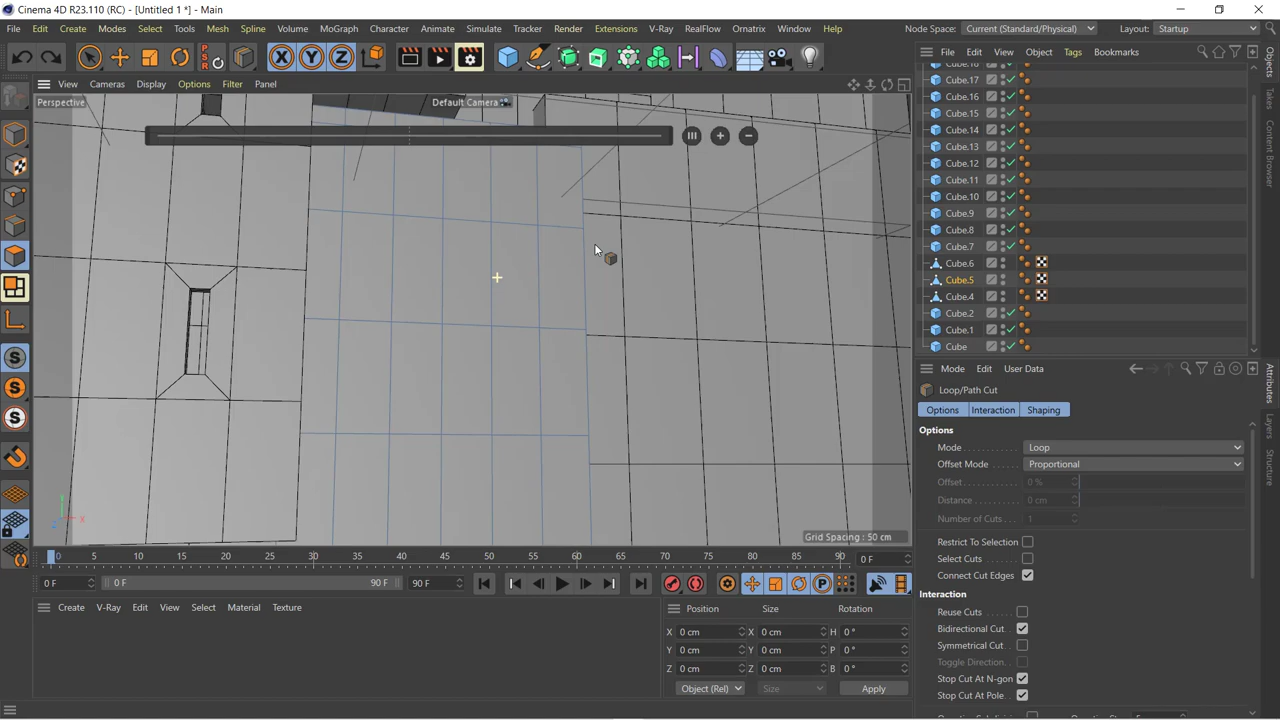 Cinema 4D R23.110 (RC) - [Untitled 1 *] - Main
File Edit Create Modes Select Tools Mesh Spline Volume MoGraph Character Animate Simulate Tracker Render Extensions V-Ray RealFlow Ornatrix Window Help
Node Space: Current (Standard/Physical) Layout: Startup
P S R X Y Z
File Edit View Object Tags Bookmarks
View Cameras Display Options Filter Panel
Perspective
Default Camera
Cube.17
Cube.16
Cube.15
Cube.14
Cube.13
Cube.12
Cube.11
Cube.10
Cube.9
Cube.8
Cube.7
Cube.6
Cube.5
Cube.4
Cube.2
Cube.1
Cube
Objects
Takes
Content Browser
Mode Edit User Data
Loop/Path Cut
Options Interaction Shaping
Options
Mode Loop
Offset Mode Proportional
Offset 0 %
Distance 0 cm
Number of Cuts 1
Restrict To Selection
Select Cuts
Connect Cut Edges
Interaction
Reuse Cuts
Bidirectional Cut
Symmetrical Cut
Toggle Direction
Stop Cut At N-gon
Stop Cut At Pole
Attributes
Layers
Structure
Y X Z
Grid Spacing : 50 cm
0 5 10 15 20 25 30 35 40 45 50 55 60 65 70 75 80 85 90 0 F
0 F 0 F 90 F 90 F P
Create V-Ray Edit View Select Material Texture
Position Size Rotation
X 0 cm X 0 cm H 0 °
Y 0 cm Y 0 cm P 0 °
Z 0 cm Z 0 cm B 0 °
Object (Rel) Size Apply